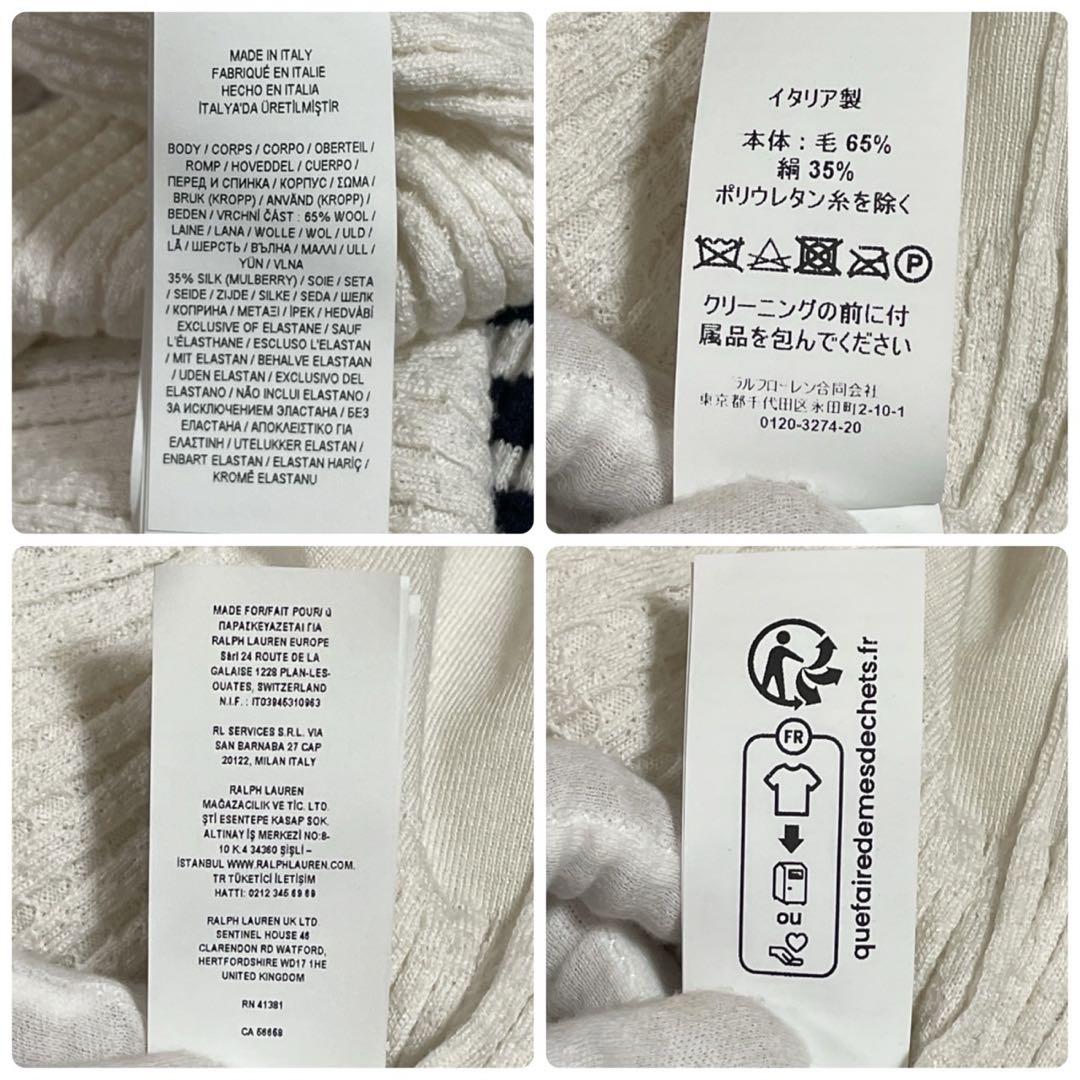 MADE IN ITALY
FABRIQUÉ EN ITALIE
HECHO EN ITALIA
İTALYA'DA ÜRETİLMİŞTİR
BODY / CORPS / CORPO / OBERTEIL /
ROMP / HOVEDDEL / CUERPO /
ПЕРЕД И СПИНКА / КОРПУС / ΣΩΜΑ /
BRUK (KROPP) / ANVÄND (KROPP) /
BEDEN / VRCHNÍ ČÁST : 65% WOOL /
LAINE / LANA / WOLLE / WOL / ULD /
LÃ / ШЕРСТЬ / ВЪЛНА / ΜΑΛΛΙ / ULL /
YÜN / VLNA
35% SILK (MULBERRY) / SOIE / SETA
/ SEIDE / ZIJDE / SILKE / SEDA / ШЕЛК
/ КОПРИНА / ΜΕΤΑΞΙ / İPEK / HEDVÁBÍ
EXCLUSIVE OF ELASTANE / SAUF
L'ÉLASTHANE / ESCLUSO L'ELASTAN
/ MIT ELASTAN / BEHALVE ELASTAAN
/ UDEN ELASTAN / EXCLUSIVO DEL
ELASTANO / NÃO INCLUI ELASTANO /
ЗА ИСКЛЮЧЕНИЕМ ЭЛАСТАНА / БЕЗ
ЕЛАСТАНА / ΑΠΟΚΛΕΙΣΤΙΚΟ ΓΙΑ
ΕΛΑΣΤΙΝΗ / UTELUKKER ELASTAN /
ENBART ELASTAN / ELASTAN HARİÇ /
KROMĚ ELASTANU
イタリア製
本体 : 毛 65%
絹 35%
ポリウレタン糸を除く
P
クリーニングの前に付
属品を包んでください
ラルフローレン合同会社
東京都千代田区永田町2-10-1
0120-3274-20
MADE FOR/FAIT POUR/ Ü
ΠΑΡΑΣΚΕΥΑΖΕΤΑΙ ΓΙΑ
RALPH LAUREN EUROPE
Sàrl 24 ROUTE DE LA
GALAISE 1228 PLAN-LES-
OUATES, SWITZERLAND
N.I.F. : IT03945310963
RL SERVICES S.R.L. VIA
SAN BARNABA 27 CAP
20122, MILAN ITALY
RALPH LAUREN
MAĞAZACILIK VE TİC. LTD.
ŞTİ ESENTEPE KASAP SOK.
ALTINAY İŞ MERKEZİ NO:8-
10 K.4 34360 ŞİŞLİ –
İSTANBUL WWW.RALPHLAUREN.COM.
TR TÜKETİCİ İLETİŞİM
HATTI: 0212 345 69 69
RALPH LAUREN UK LTD
SENTINEL HOUSE 46
CLARENDON RD WATFORD,
HERTFORDSHIRE WD17 1HE
UNITED KINGDOM
RN 41381
CA 56668
FR
OU
quefairedemesdechets.fr